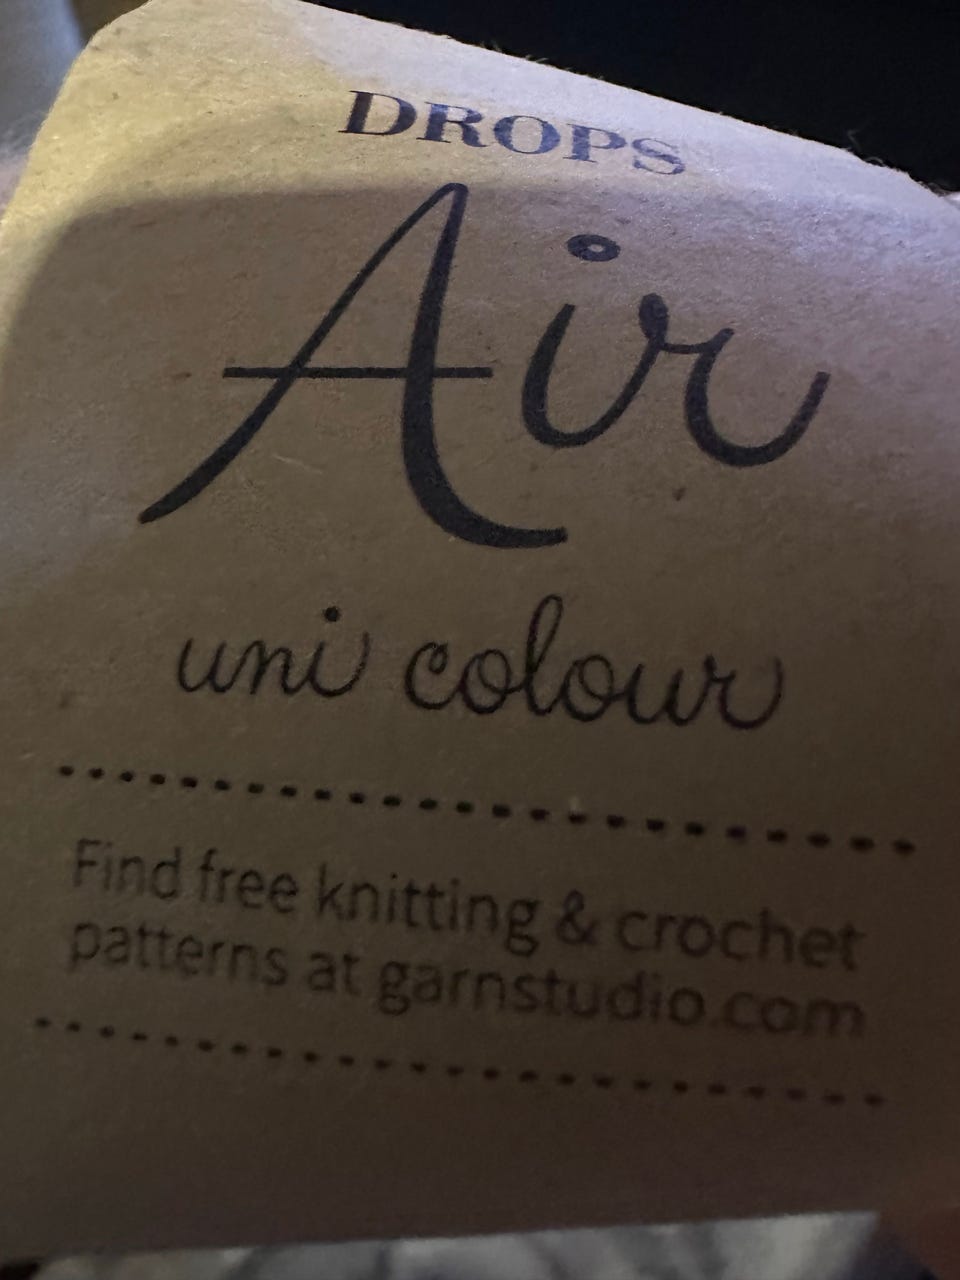 DROPS
Air
uni colour
Find free knitting & crochet
patterns at garnstudio.com